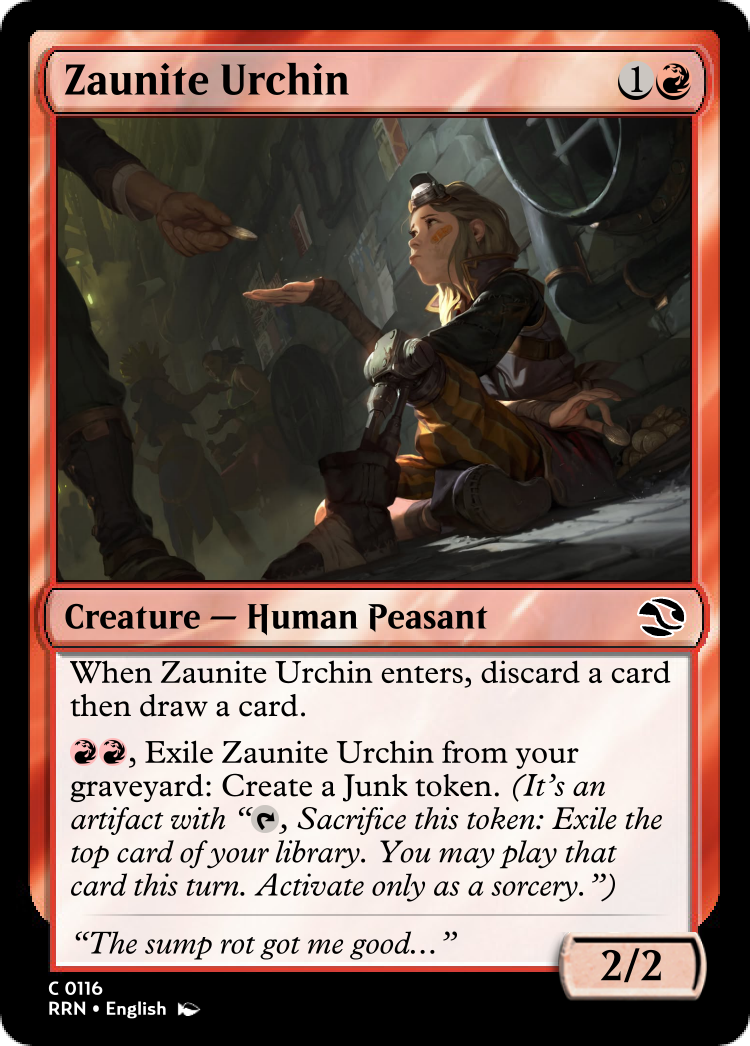 Zaunite Urchin 1
Creature — Human Peasant
When Zaunite Urchin enters, discard a card
then draw a card.
, Exile Zaunite Urchin from your
graveyard: Create a Junk token. (It's an
artifact with “, Sacrifice this token: Exile the
top card of your library. You may play that
card this turn. Activate only as a sorcery.”)
“The sump rot got me good…”
2/2
C 0116
RRN • English